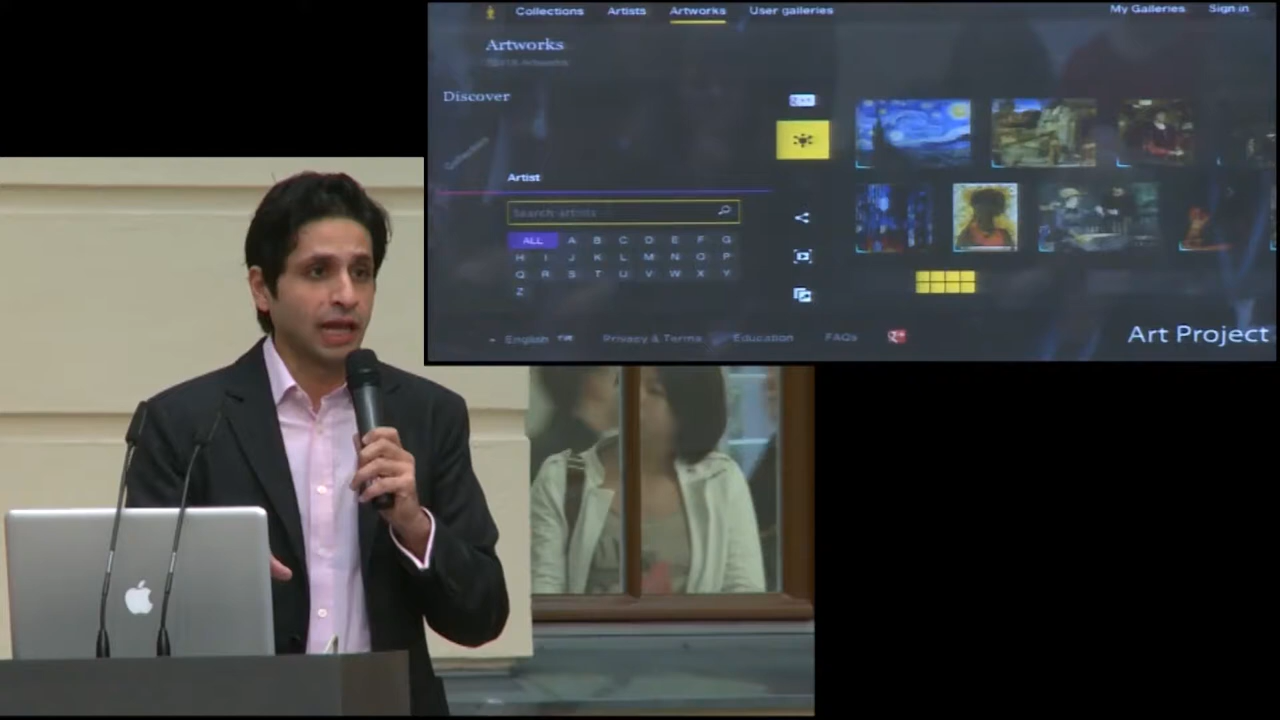 Collections Artists Artworks User galleries My Galleries Sign in
Artworks
Discover
Artist
Search artists
ALL A B C D E F G
H I J K L M N O P
Q R S T U V W X Y
Z
English Privacy & Terms Education FAQs
Art Project